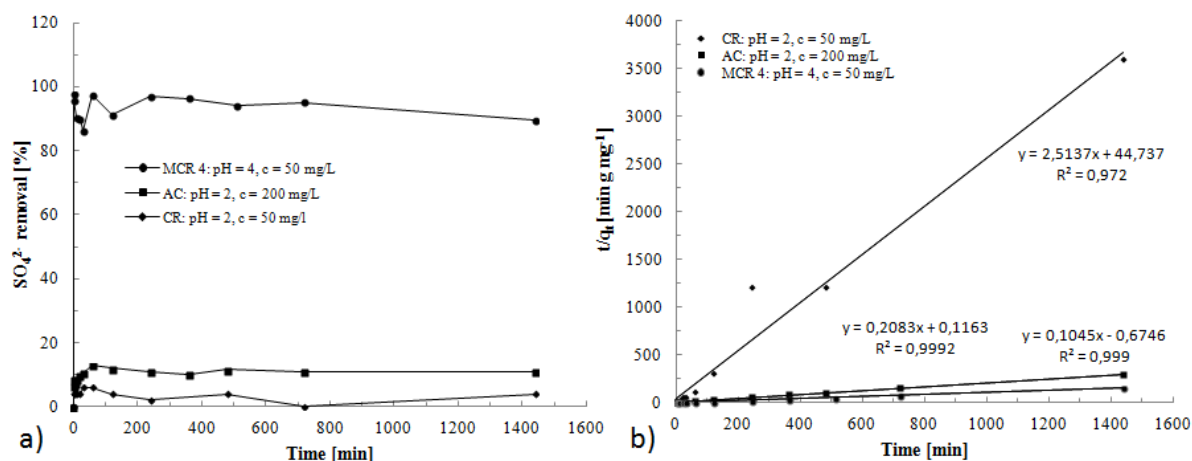 120
100
80
60
40
20
0
SO₄²⁻ removal [%]
MCR 4: pH = 4, c = 50 mg/L
AC: pH = 2, c = 200 mg/L
CR: pH = 2, c = 50 mg/l
0 200 400 600 800 1000 1200 1400 1600
Time [min]
a)
4000
3500
3000
2500
2000
1500
1000
500
0
t/qₜ [min g mg⁻¹]
CR: pH = 2, c = 50 mg/L
AC: pH = 2, c = 200 mg/L
MCR 4: pH = 4, c = 50 mg/L
y = 2,5137x + 44,737
R² = 0,972
y = 0,2083x + 0,1163
R² = 0,9992
y = 0,1045x - 0,6746
R² = 0,999
0 200 400 600 800 1000 1200 1400 1600
Time [min]
b)